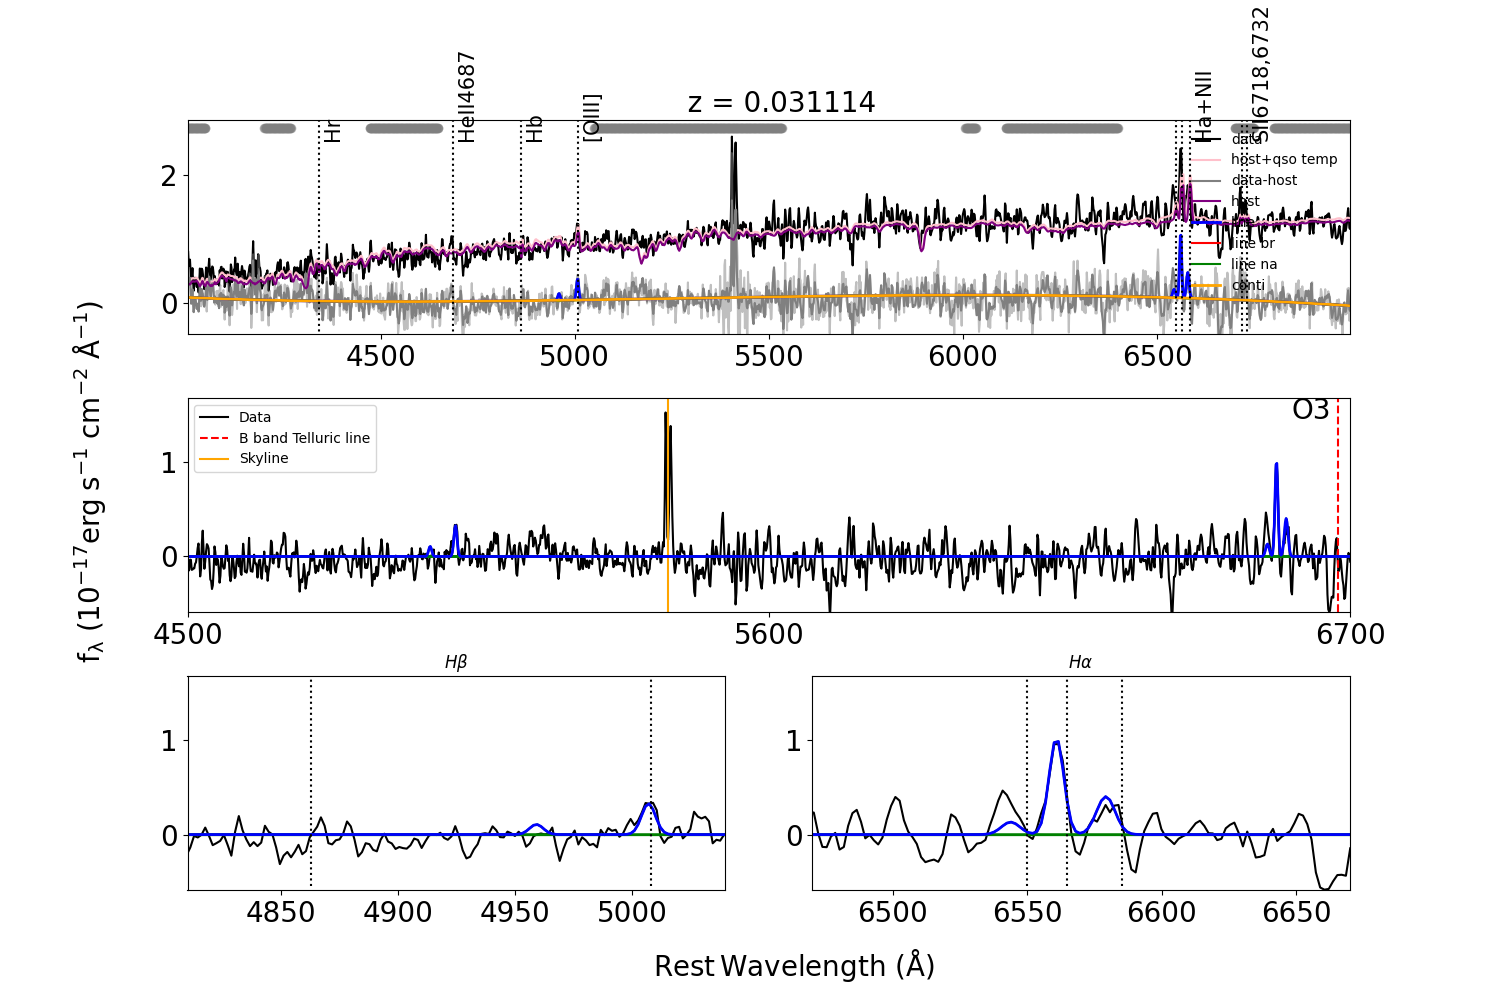 z = 0.031114
Hr
HeII4687
Hb
[OIII]
Ha+NII
SII6718,6732
data
host+qso temp
data-host
host
line br
line na
conti
2
0
4500 5000 5500 6000 6500
fλ (10⁻¹⁷erg s⁻¹ cm⁻² Å⁻¹)
Data
B band Telluric line
Skyline
O3
1
0
4500 5600 6700
Hβ
1
0
4850 4900 4950 5000
Hα
1
0
6500 6550 6600 6650
Rest Wavelength (Å)